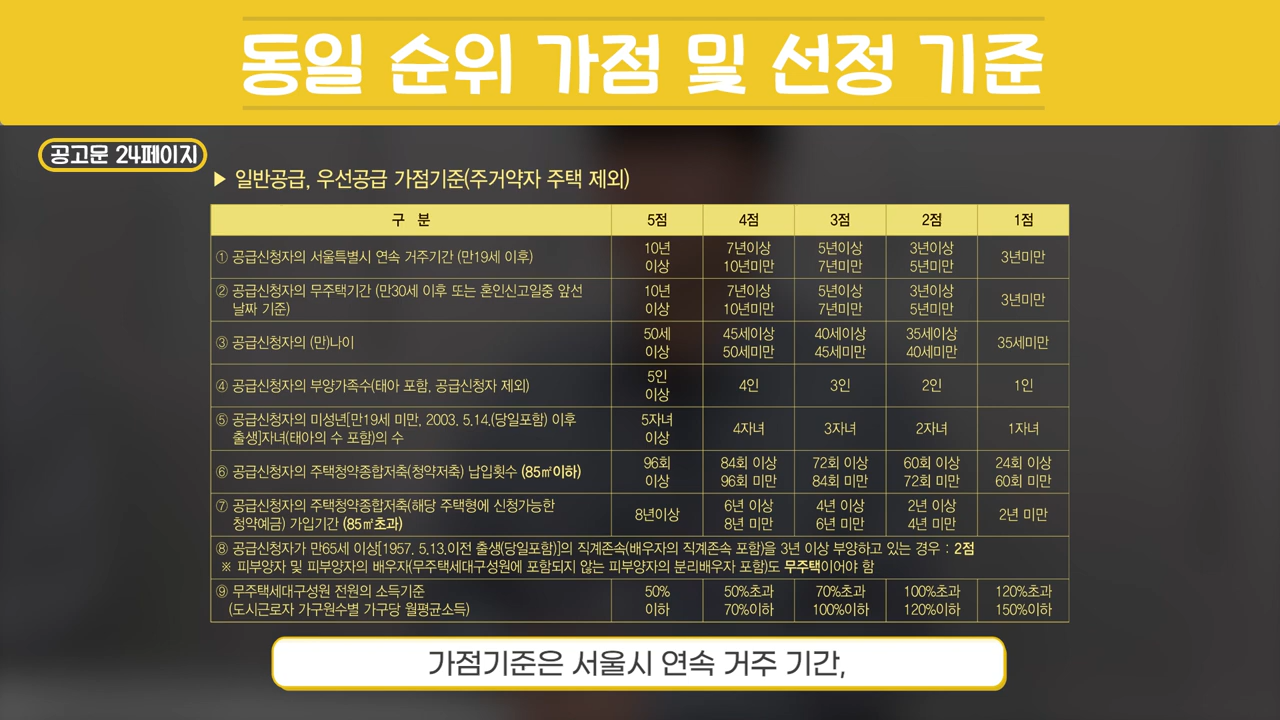 동일 순위 가점 및 선정 기준
공고문 24페이지
▶ 일반공급, 우선공급 가점기준(주거약자 주택 제외)
구 분 5점 4점 3점 2점 1점
① 공급신청자의 서울특별시 연속 거주기간 (만19세 이후) 10년 이상 7년이상 10년미만 5년이상 7년미만 3년이상 5년미만 3년미만
② 공급신청자의 무주택기간 (만30세 이후 또는 혼인신고일중 앞선 날짜 기준) 10년 이상 7년이상 10년미만 5년이상 7년미만 3년이상 5년미만 3년미만
③ 공급신청자의 (만)나이 50세 이상 45세이상 50세미만 40세이상 45세미만 35세이상 40세미만 35세미만
④ 공급신청자의 부양가족수(태아 포함, 공급신청자 제외) 5인 이상 4인 3인 2인 1인
⑤ 공급신청자의 미성년[만19세 미만, 2003. 5.14.(당일포함) 이후 출생]자녀(태아의 수 포함)의 수 5자녀 이상 4자녀 3자녀 2자녀 1자녀
⑥ 공급신청자의 주택청약종합저축(청약저축) 납입횟수 (85㎡이하) 96회 이상 84회 이상 96회 미만 72회 이상 84회 미만 60회 이상 72회 미만 24회 이상 60회 미만
⑦ 공급신청자의 주택청약종합저축(해당 주택형에 신청가능한 청약예금) 가입기간 (85㎡초과) 8년이상 6년 이상 8년 미만 4년 이상 6년 미만 2년 이상 4년 미만 2년 미만
⑧ 공급신청자가 만65세 이상[1957. 5.13.이전 출생(당일포함)]의 직계존속(배우자의 직계존속 포함)을 3년 이상 부양하고 있는 경우 : 2점
※ 피부양자 및 피부양자의 배우자(무주택세대구성원에 포함되지 않는 피부양자의 분리배우자 포함)도 무주택이어야 함
⑨ 무주택세대구성원 전원의 소득기준 (도시근로자 가구원수별 가구당 월평균소득) 50% 이하 50%초과 70%이하 70%초과 100%이하 100%초과 120%이하 120%초과 150%이하
가점기준은 서울시 연속 거주 기간,